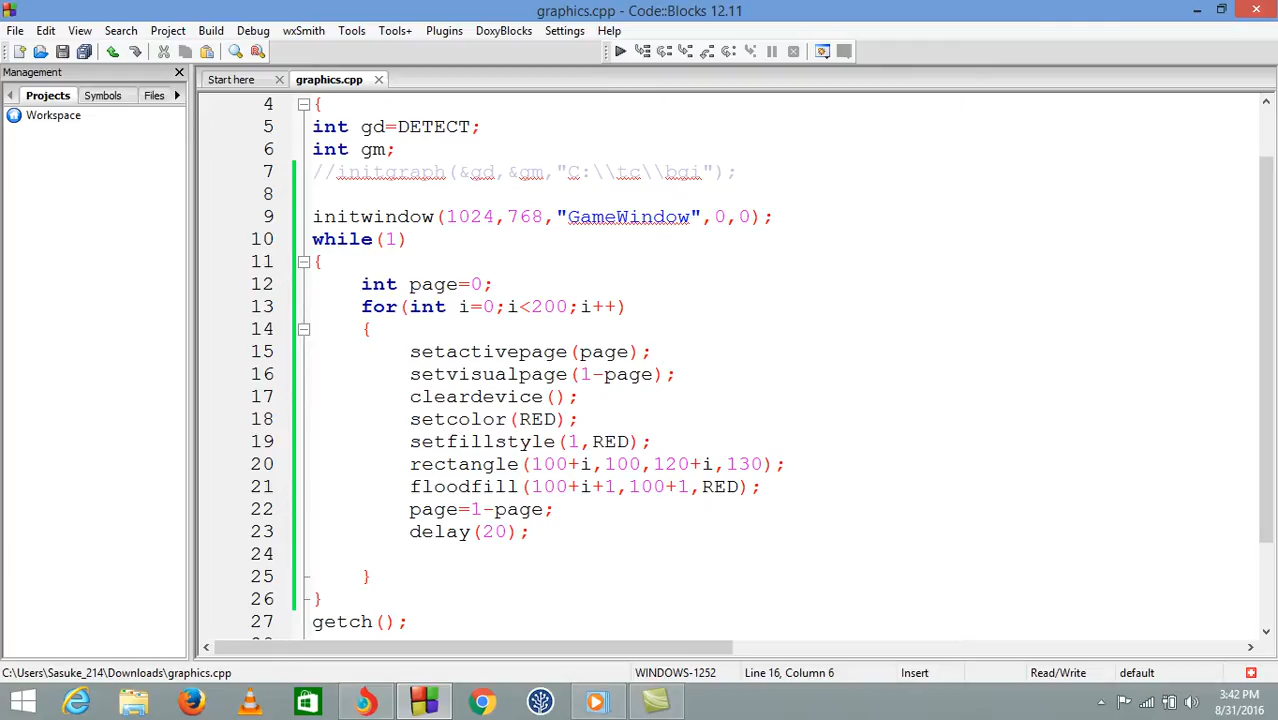 graphics.cpp - Code::Blocks 12.11
File Edit View Search Project Build Debug wxSmith Tools Tools+ Plugins DoxyBlocks Settings Help
Management
Start here graphics.cpp
Projects Symbols Files
Workspace
4 {
5 int gd=DETECT;
6 int gm;
7 //initgraph(&gd,&gm,"C:\\tc\\bgi");
8
9 initwindow(1024,768,"GameWindow",0,0);
10 while(1)
11 {
12 int page=0;
13 for(int i=0;i<200;i++)
14 {
15 setactivepage(page);
16 setvisualpage(1-page);
17 cleardevice();
18 setcolor(RED);
19 setfillstyle(1,RED);
20 rectangle(100+i,100,120+i,130);
21 floodfill(100+i+1,100+1,RED);
22 page=1-page;
23 delay(20);
24
25 }
26 }
27 getch();
C:\Users\Sasuke_214\Downloads\graphics.cpp WINDOWS-1252 Line 16, Column 6 Insert Read/Write default
3:42 PM
8/31/2016